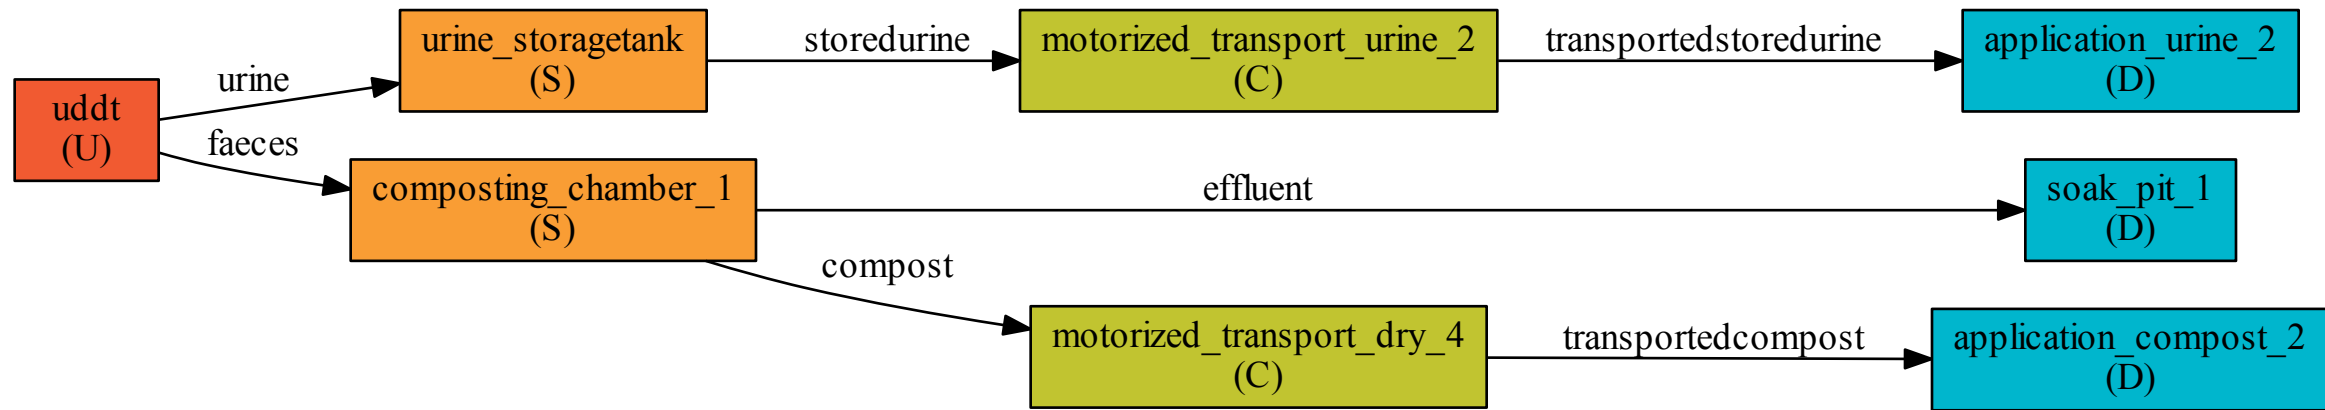 uddt
(U)
urine
faeces
urine_storagetank
(S)
storedurine
motorized_transport_urine_2
(C)
transportedstoredurine
application_urine_2
(D)
composting_chamber_1
(S)
effluent
soak_pit_1
(D)
compost
motorized_transport_dry_4
(C)
transportedcompost
application_compost_2
(D)